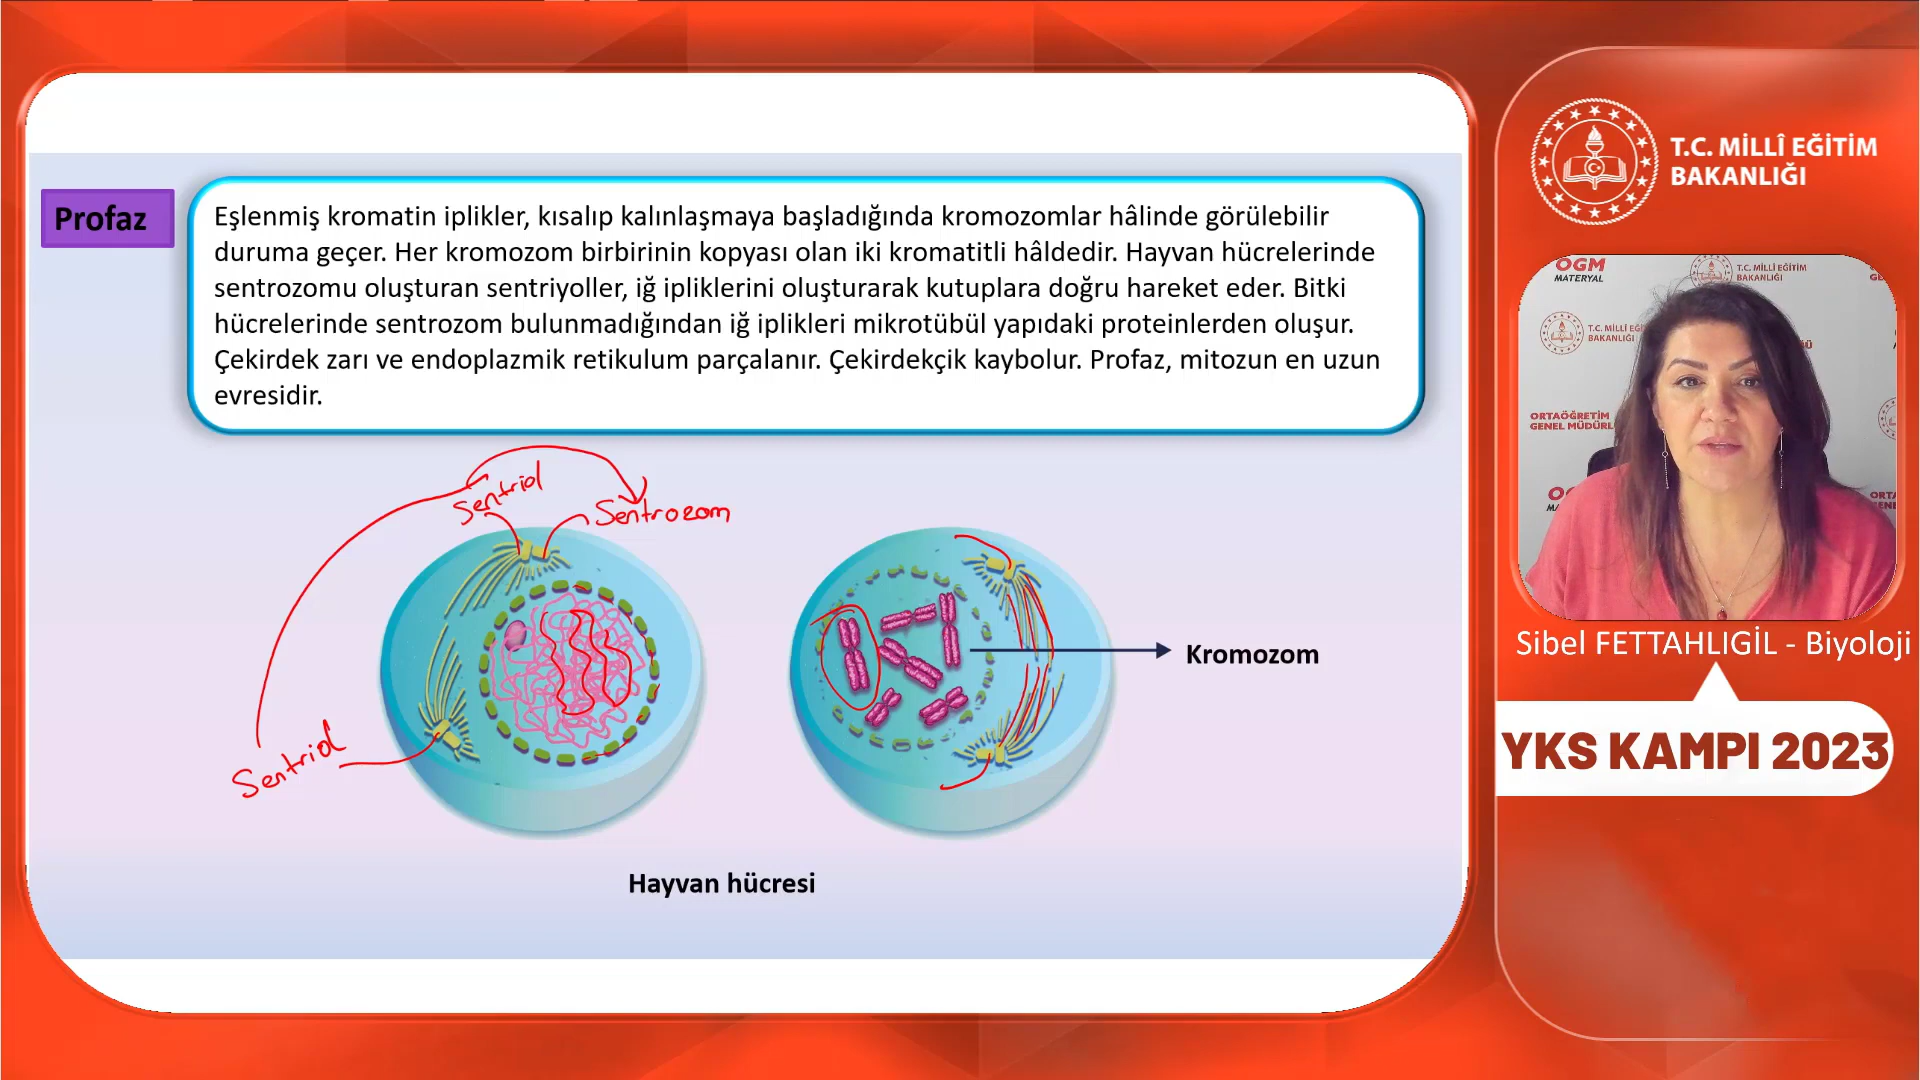 Profaz
Eşlenmiş kromatin iplikler, kısalıp kalınlaşmaya başladığında kromozomlar hâlinde görülebilir
duruma geçer. Her kromozom birbirinin kopyası olan iki kromatitli hâldedir. Hayvan hücrelerinde
sentrozomu oluşturan sentriyoller, iğ ipliklerini oluşturarak kutuplara doğru hareket eder. Bitki
hücrelerinde sentrozom bulunmadığından iğ iplikleri mikrotübül yapıdaki proteinlerden oluşur.
Çekirdek zarı ve endoplazmik retikulum parçalanır. Çekirdekçik kaybolur. Profaz, mitozun en uzun
evresidir.
Sentriol
Sentrozom
Sentriol
Kromozom
Hayvan hücresi
T.C. MİLLÎ EĞİTİM
BAKANLIĞI
OGM
MATERYAL
T.C. MİLLÎ EĞİTİM
BAKANLIĞI
T.C. MİLLÎ
BAKANLIĞI
ORTAÖĞRETİM
GENEL
Sibel FETTAHLIGİL - Biyoloji
YKS KAMPI 2023